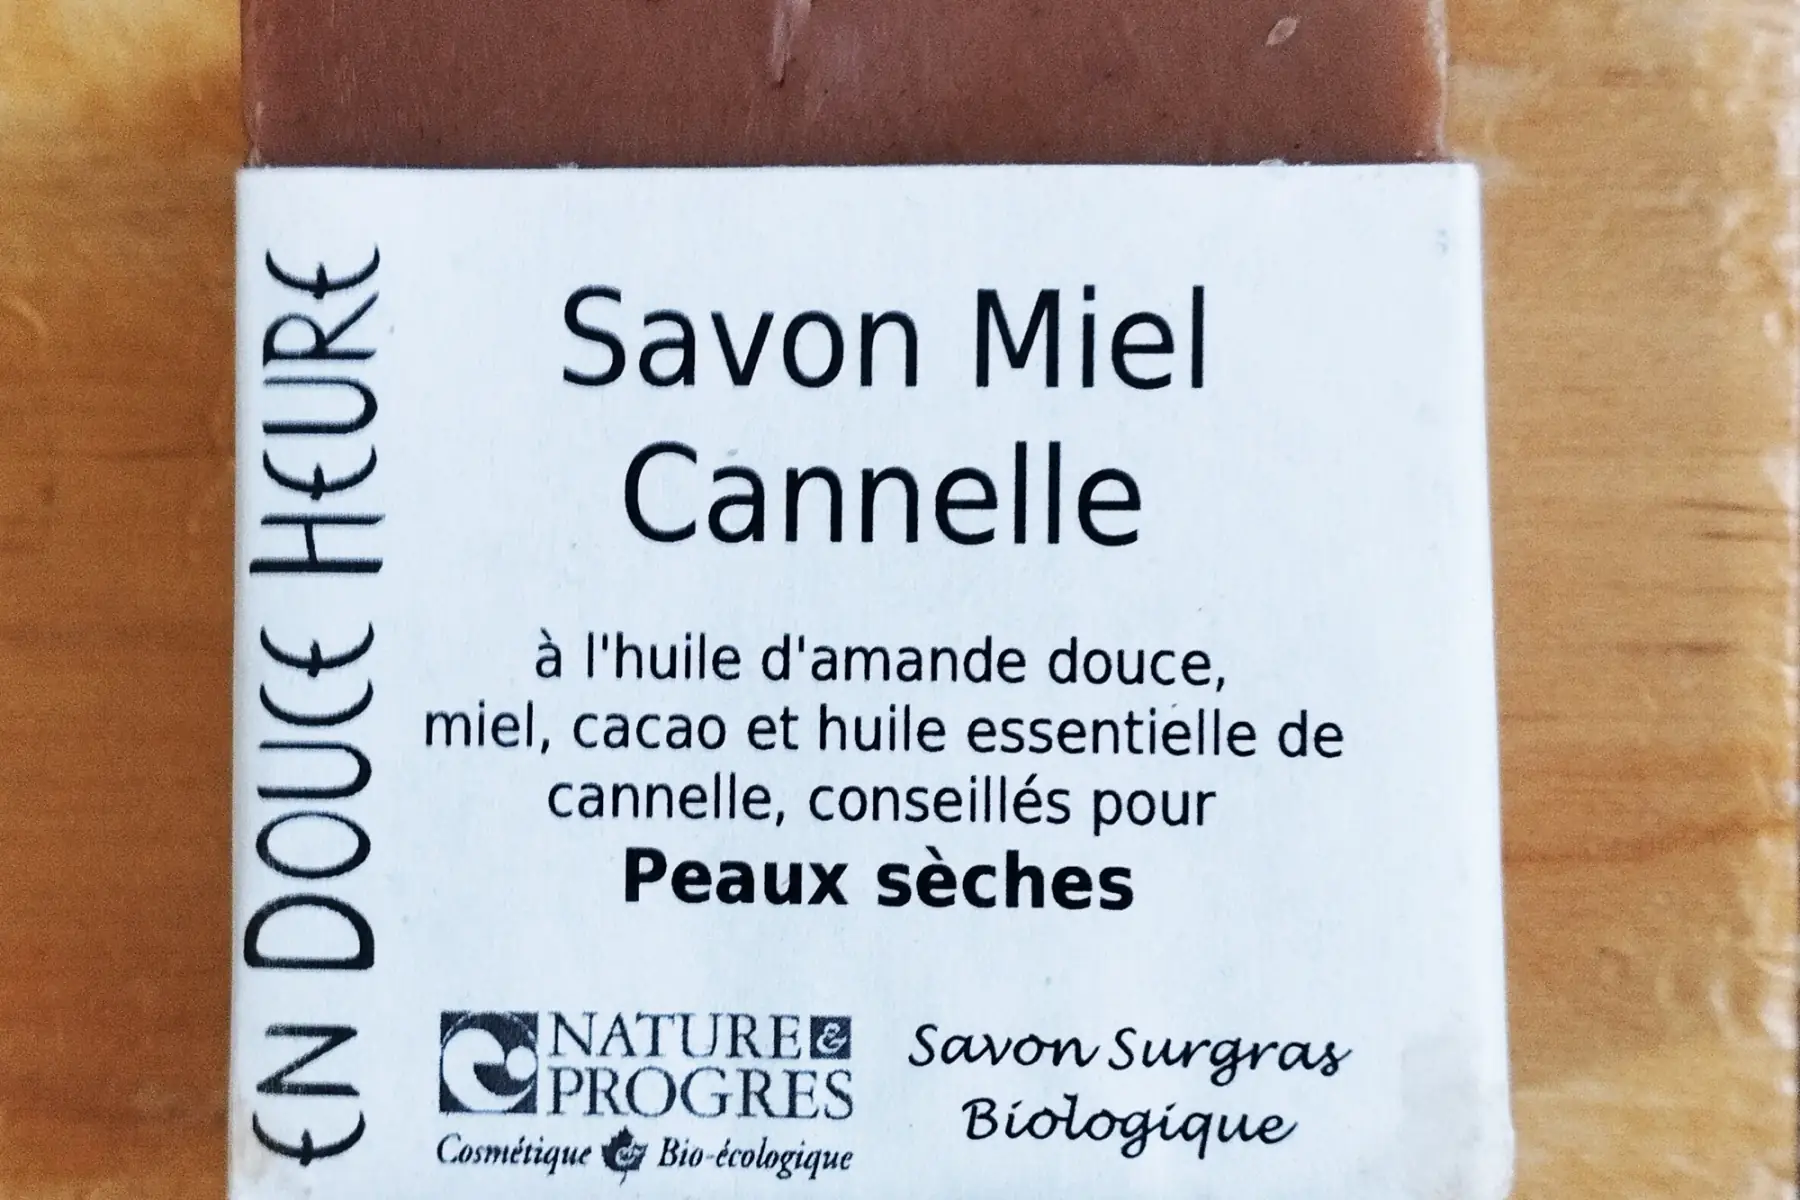 EN DOUCE HEURE
Savon Miel
Cannelle
à l'huile d'amande douce,
miel, cacao et huile essentielle de
cannelle, conseillés pour
Peaux sèches
NATURE &
PROGRES
Cosmétique Bio-écologique
Savon Surgras
Biologique